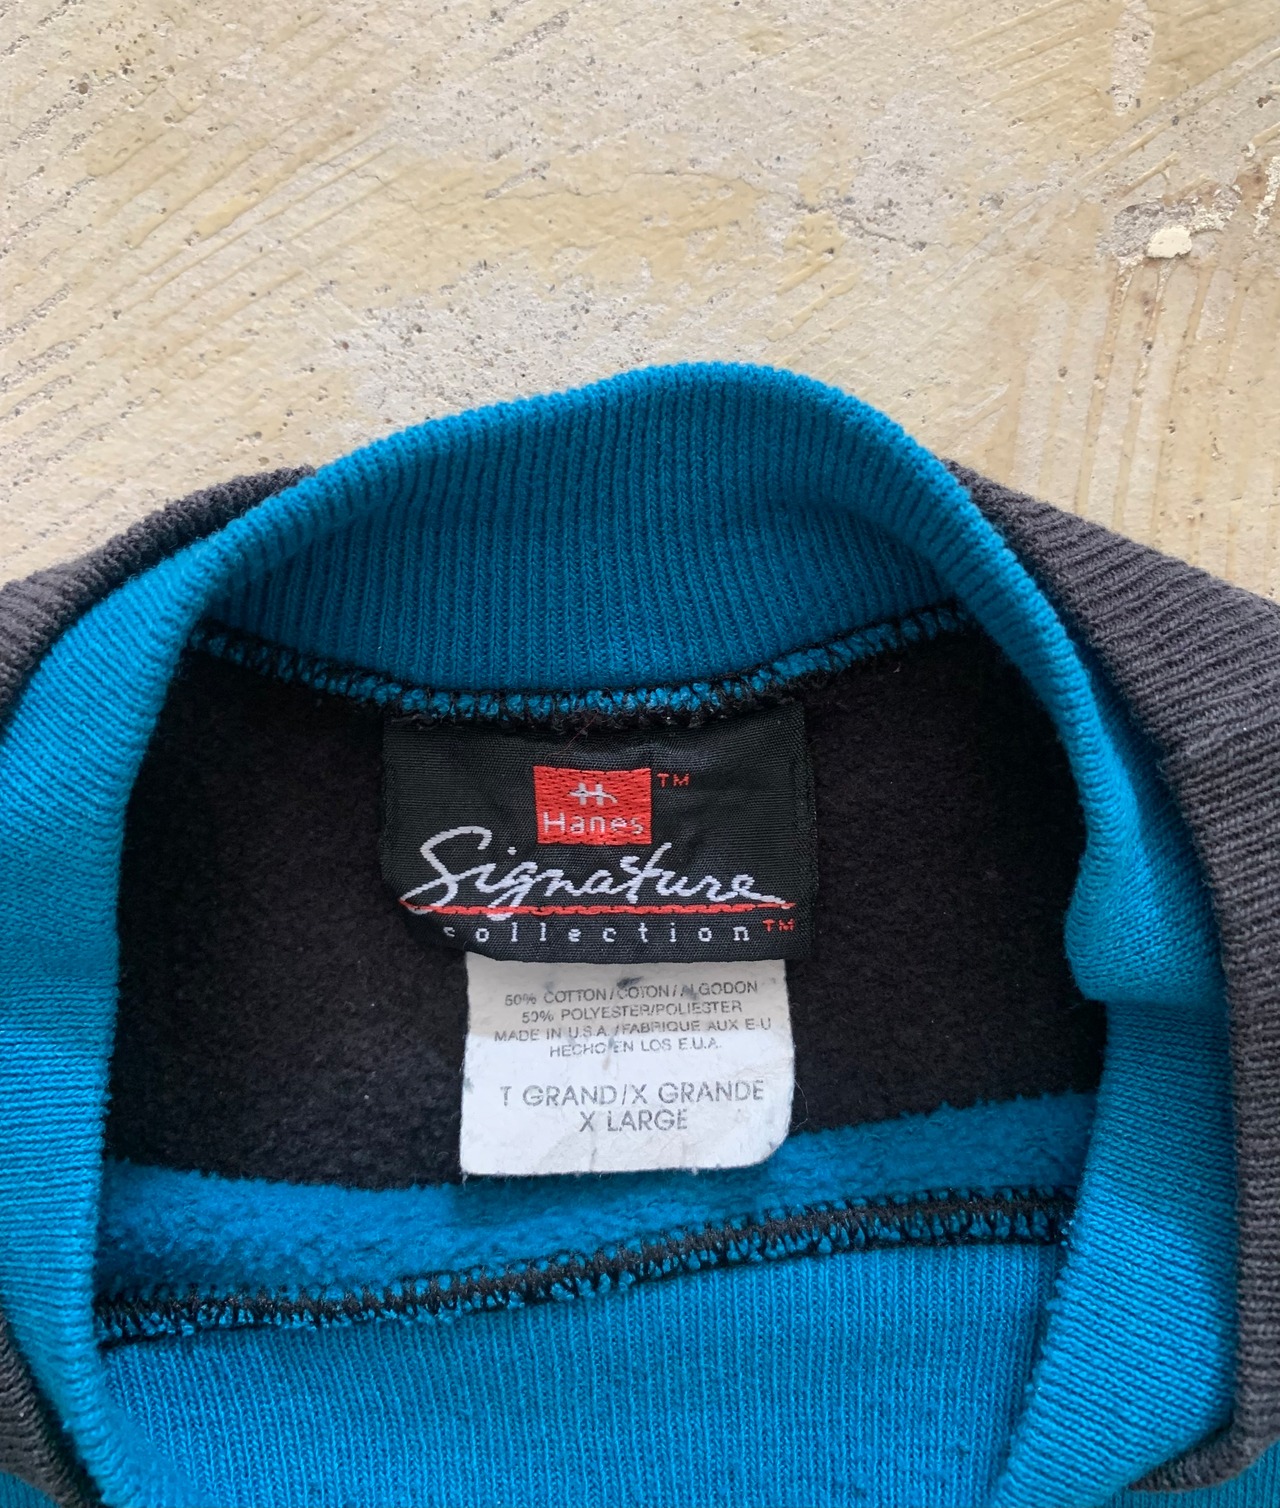 H TM
Hanes
Signature
collection TM
50% COTTON/COTON/ALGODON
50% POLYESTER/POLIESTER
MADE IN U.S.A./FABRIQUE AUX E-U
HECHO EN LOS E.U.A.
T GRAND/X GRANDE
X LARGE